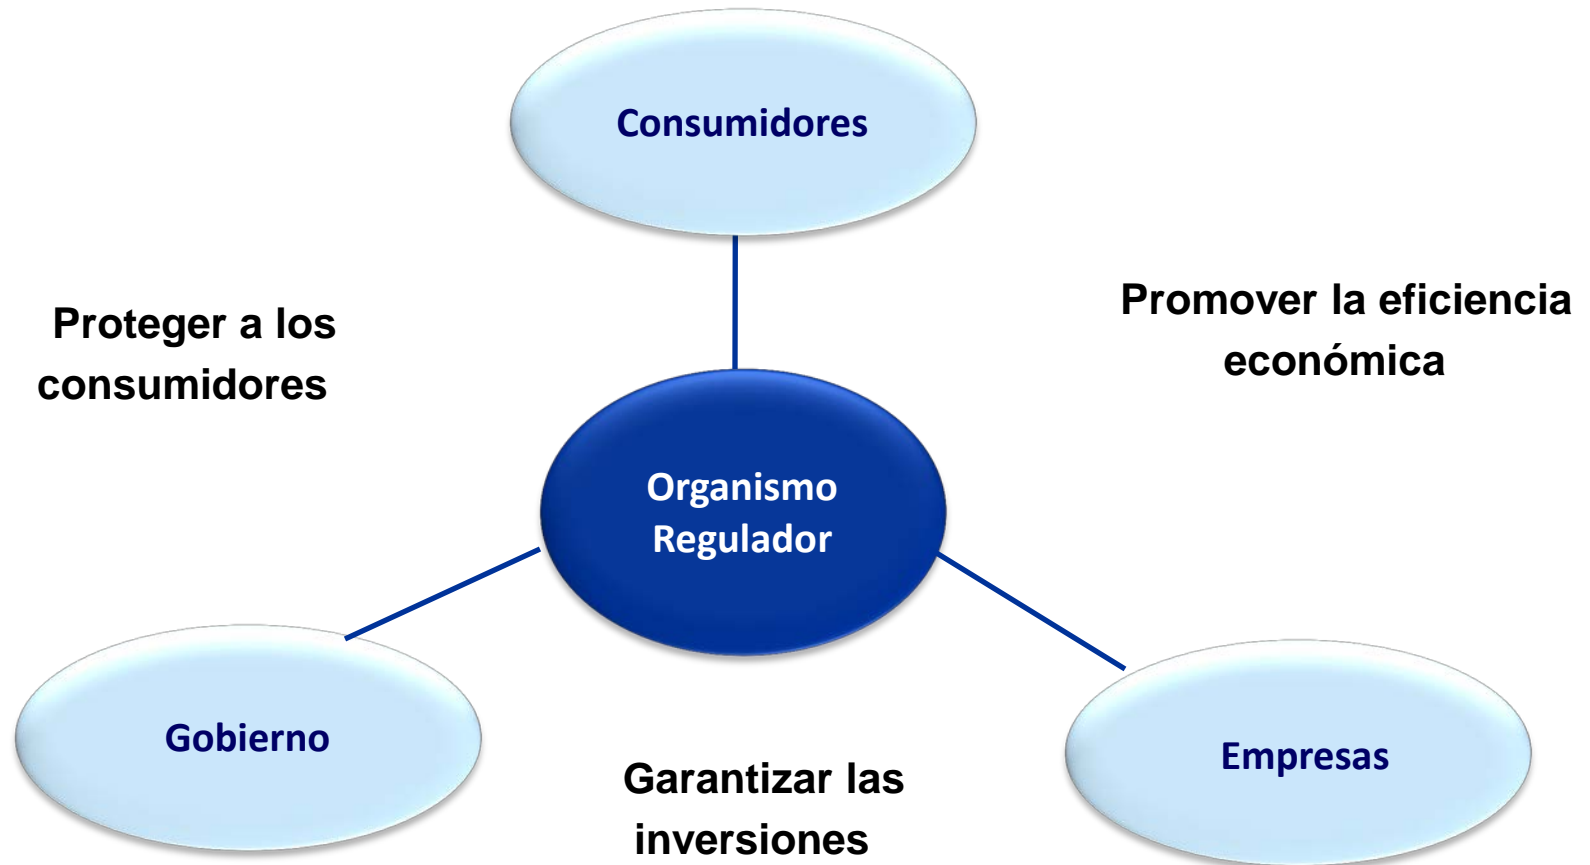 Consumidores
Proteger a los
consumidores
Promover la eficiencia
económica
Organismo
Regulador
Gobierno
Garantizar las
inversiones
Empresas